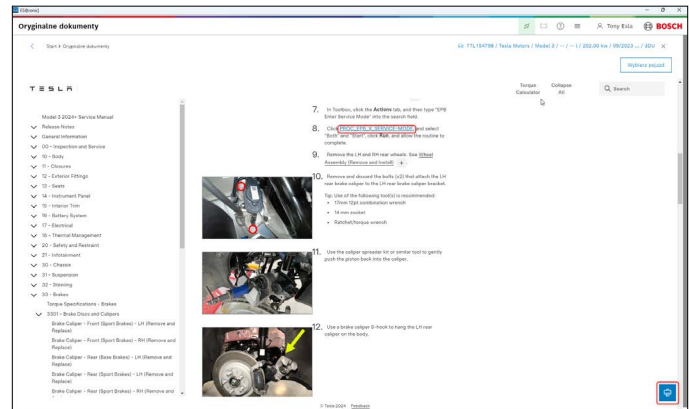 ESI[tronic]
Oryginalne dokumenty
A. Tony Exla
BOSCH
Start > Oryginalne dokumenty
TTL154798 / Tesla Motors / Model 3 / -- / -- \ / 202.00 kw / 09/2023 ... / 3DU ×
Wybierz pojazd
TESLA
Torque Calculator
Collapse All
Search
Model 3 2024+ Service Manual
Release Notes
General Information
00 - Inspection and Service
10 - Body
11 - Closures
12 - Exterior Fittings
13 - Seats
14 - Instrument Panel
15 - Interior Trim
16 - Battery System
17 - Electrical
18 - Thermal Management
20 - Safety and Restraint
21 - Infotainment
30 - Chassis
31 - Suspension
32 - Steering
33 - Brakes
Torque Specifications - Brakes
3301 - Brake Discs and Calipers
Brake Caliper - Front (Sport Brakes) - LH (Remove and
Replace)
Brake Caliper - Front (Sport Brakes) - RH (Remove and
Replace)
Brake Caliper - Rear (Base Brakes) - LH (Remove and
Replace)
Brake Caliper - Rear (Sport Brakes) - LH (Remove and
Replace)
Brake Caliper - Rear (Sport Brakes) - RH (Remove and
7. In Toolbox, click the Actions tab, and then type "EPB
Enter Service Mode" into the search field.
8. Click PROC_EPB_X_SERVICE-MODE, and select
"Both" and "Start", click Run, and allow the routine to
complete.
9. Remove the LH and RH rear wheels. See Wheel
Assembly (Remove and Install) +.
10. Remove and discard the bolts (x2) that attach the LH
rear brake caliper to the LH rear brake caliper bracket.
Tip: Use of the following tool(s) is recommended:
• 17mm 12pt combination wrench
• 14 mm socket
• Ratchet/torque wrench
11. Use the caliper spreader kit or similar tool to gently
push the piston back into the caliper.
12. Use a brake caliper S-hook to hang the LH rear
caliper on the body.
© Tesla 2024 Feedback